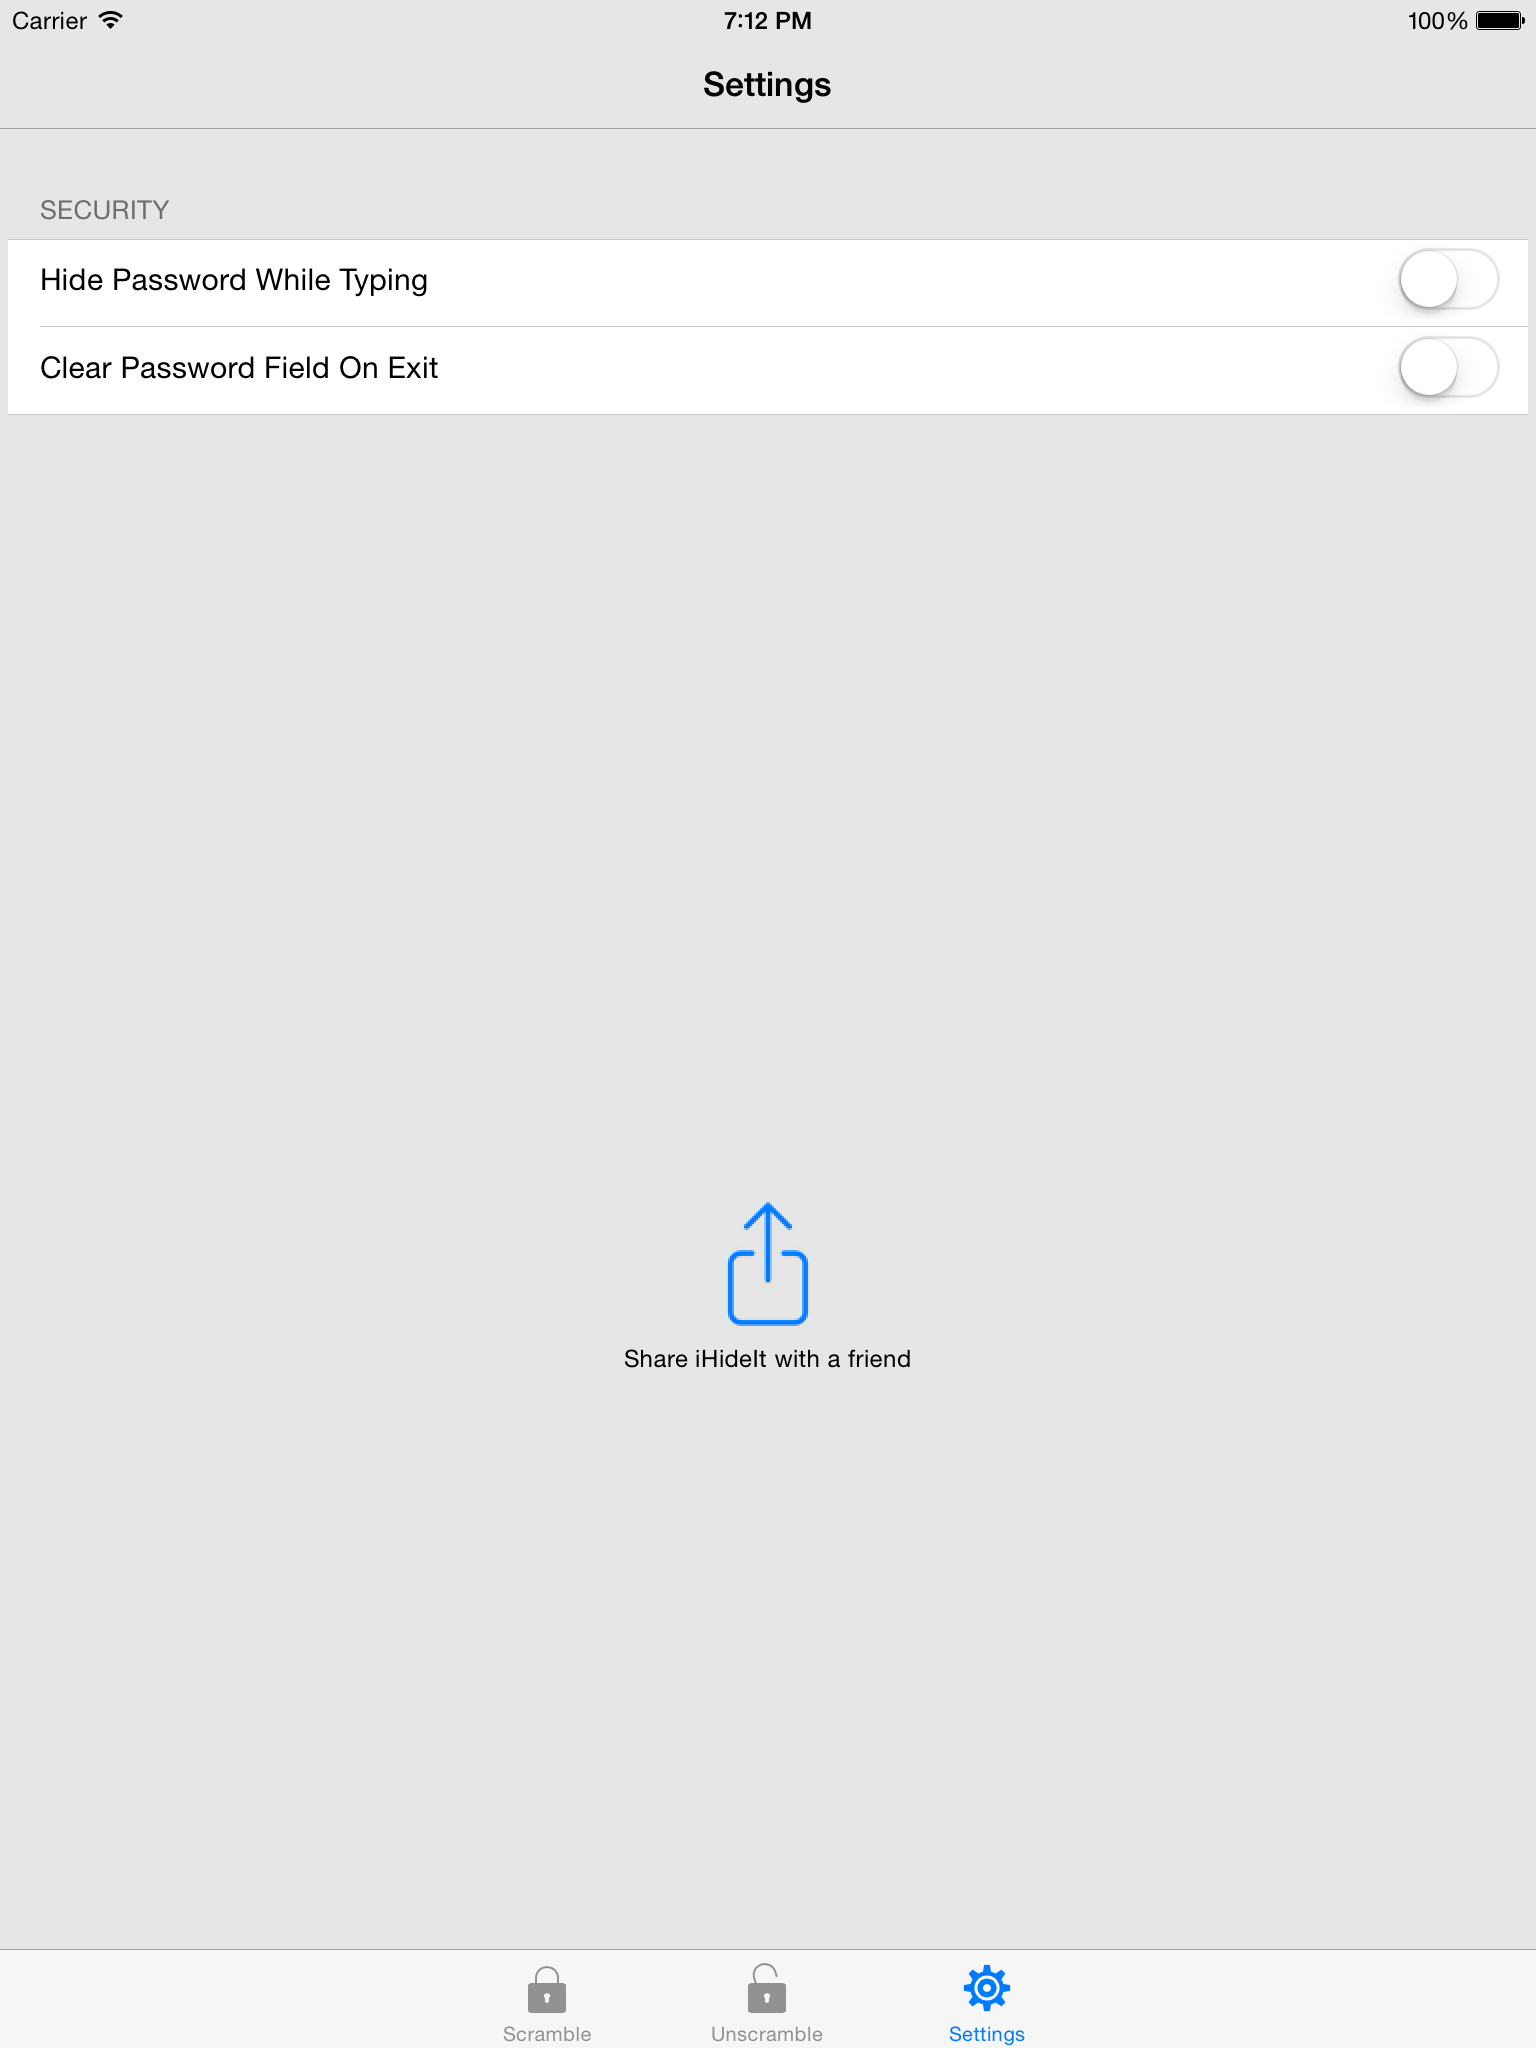 Carrier
7:12 PM
100%
Settings
SECURITY
Hide Password While Typing
Clear Password Field On Exit
Share iHideIt with a friend
Scramble
Unscramble
Settings